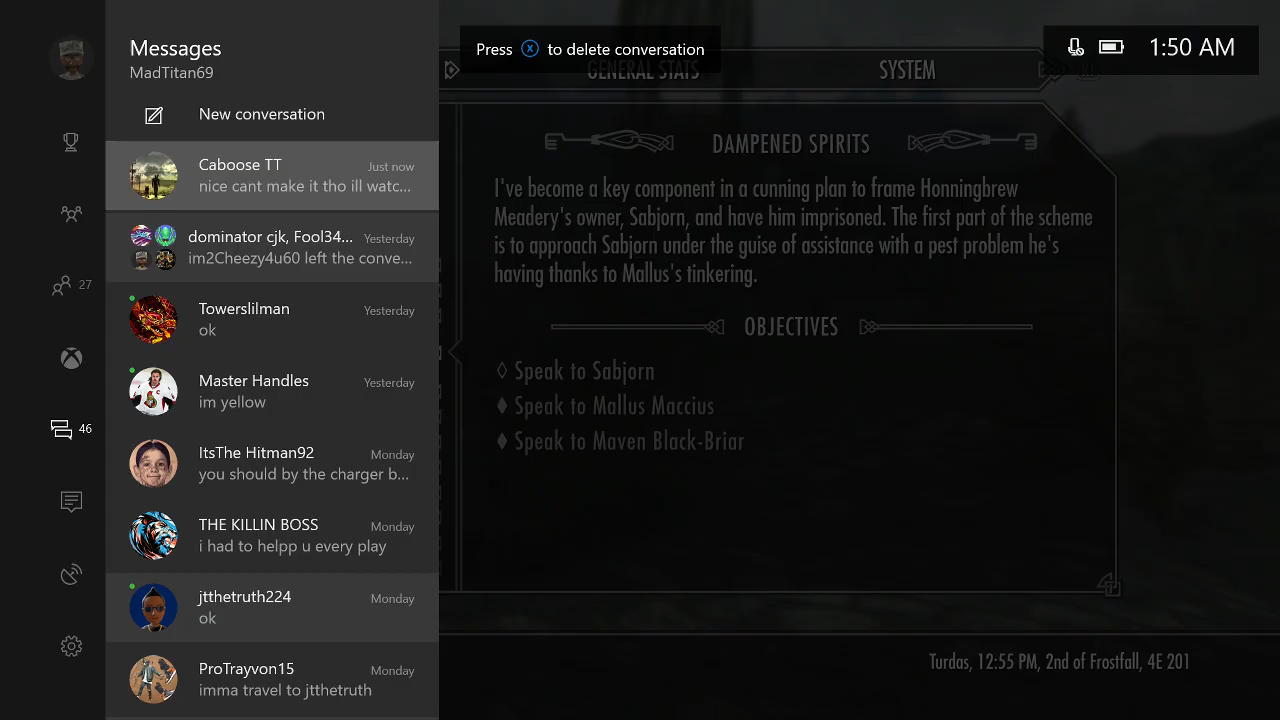 Messages
MadTitan69
New conversation
Caboose TT
Just now
nice cant make it tho ill watc...
dominator cjk, Fool34...
Yesterday
im2Cheezy4u60 left the conve...
Towerslilman
Yesterday
ok
Master Handles
Yesterday
im yellow
ItsThe Hitman92
Monday
you should by the charger b...
THE KILLIN BOSS
Monday
i had to helpp u every play
jtthetruth224
Monday
ok
ProTrayvon15
Monday
imma travel to jtthetruth
27
46
Press X to delete conversation
1:50 AM
GENERAL STATS
SYSTEM
DAMPENED SPIRITS
I've become a key component in a cunning plan to frame Honningbrew
Meadery's owner, Sabjorn, and have him imprisoned. The first part of the scheme
is to approach Sabjorn under the guise of assistance with a pest problem he's
having thanks to Mallus's tinkering.
OBJECTIVES
Speak to Sabjorn
Speak to Mallus Maccius
Speak to Maven Black-Briar
Turdas, 12:55 PM, 2nd of Frostfall, 4E 201